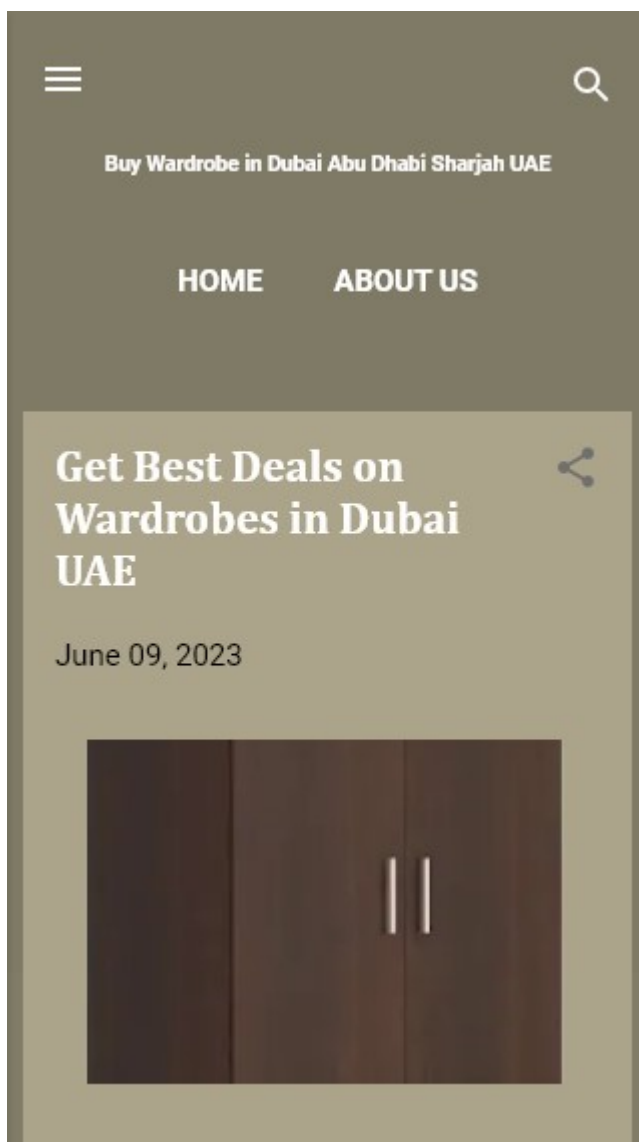 Buy Wardrobe in Dubai Abu Dhabi Sharjah UAE
HOME ABOUT US
Get Best Deals on
Wardrobes in Dubai
UAE
June 09, 2023